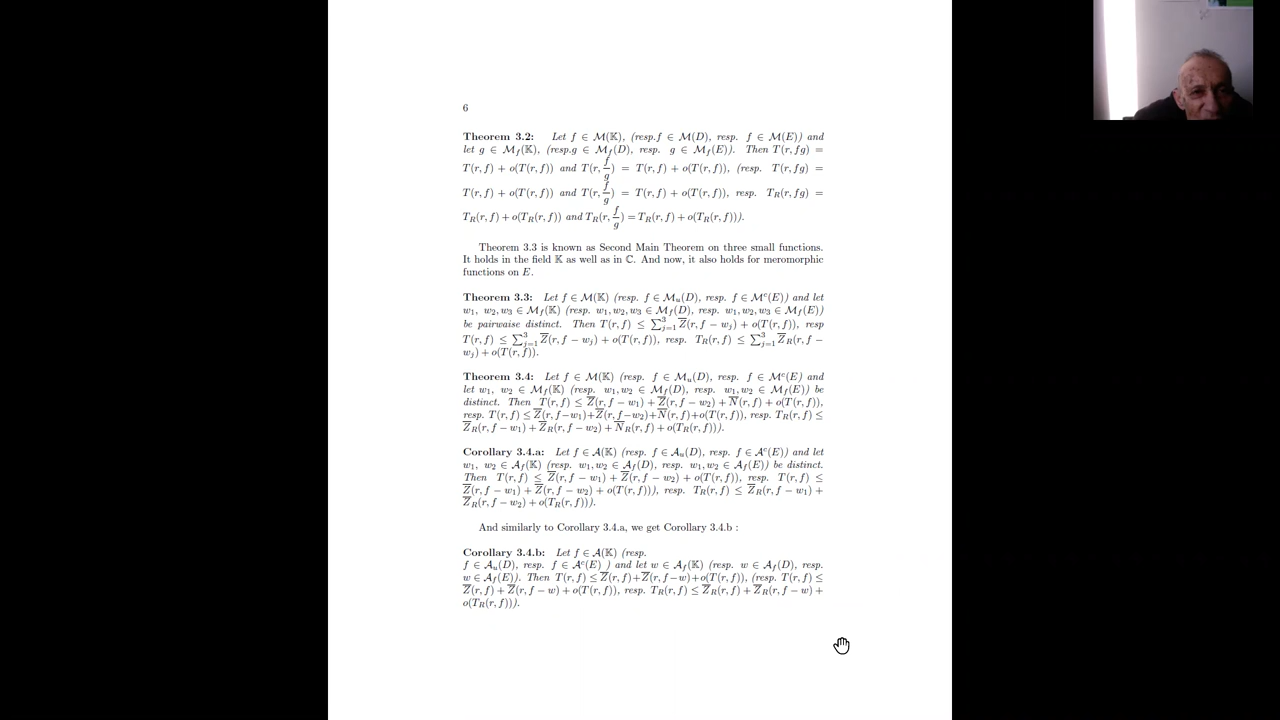 6
Theorem 3.2: Let f ∈ M(𝕂), (resp.f ∈ M(D), resp. f ∈ M(E)) and
let g ∈ M_f(𝕂), (resp.g ∈ M_f(D), resp. g ∈ M_f(E)). Then T(r, fg) =
T(r, f) + o(T(r, f)) and T(r, f/g) = T(r, f) + o(T(r, f)), (resp. T(r, fg) =
T(r, f) + o(T(r, f)) and T(r, f/g) = T(r, f) + o(T(r, f)), resp. T_R(r, fg) =
T_R(r, f) + o(T_R(r, f)) and T_R(r, f/g) = T_R(r, f) + o(T_R(r, f))).
Theorem 3.3 is known as Second Main Theorem on three small functions.
It holds in the field 𝕂 as well as in ℂ. And now, it also holds for meromorphic
functions on E.
Theorem 3.3: Let f ∈ M(𝕂) (resp. f ∈ M_u(D), resp. f ∈ M^c(E)) and let
w_1, w_2, w_3 ∈ M_f(𝕂) (resp. w_1, w_2, w_3 ∈ M_f(D), resp. w_1, w_2, w_3 ∈ M_f(E))
be pairwise distinct. Then T(r, f) ≤ ∑_{j=1}^3 Z̅(r, f − w_j) + o(T(r, f)), resp
T(r, f) ≤ ∑_{j=1}^3 Z̅(r, f − w_j) + o(T(r, f)), resp. T_R(r, f) ≤ ∑_{j=1}^3 Z̅_R(r, f −
w_j) + o(T(r, f)).
Theorem 3.4: Let f ∈ M(𝕂) (resp. f ∈ M_u(D), resp. f ∈ M^c(E) and
let w_1, w_2 ∈ M_f(𝕂) (resp. w_1, w_2 ∈ M_f(D), resp. w_1, w_2 ∈ M_f(E)) be
distinct. Then T(r, f) ≤ Z̅(r, f − w_1) + Z̅(r, f − w_2) + N̅(r, f) + o(T(r, f)),
resp. T(r, f) ≤ Z̅(r, f−w_1)+Z̅(r, f−w_2)+N̅(r, f)+o(T(r, f)), resp. T_R(r, f) ≤
Z̅_R(r, f − w_1) + Z̅_R(r, f − w_2) + N̅_R(r, f) + o(T_R(r, f))).
Corollary 3.4.a: Let f ∈ A(𝕂) (resp. f ∈ A_u(D), resp. f ∈ A^c(E)) and let
w_1, w_2 ∈ A_f(𝕂) (resp. w_1, w_2 ∈ A_f(D), resp. w_1, w_2 ∈ A_f(E)) be distinct.
Then T(r, f) ≤ Z̅(r, f − w_1) + Z̅(r, f − w_2) + o(T(r, f)), resp. T(r, f) ≤
Z̅(r, f − w_1) + Z̅(r, f − w_2) + o(T(r, f))), resp. T_R(r, f) ≤ Z̅_R(r, f − w_1) +
Z̅_R(r, f − w_2) + o(T_R(r, f))).
And similarly to Corollary 3.4.a, we get Corollary 3.4.b :
Corollary 3.4.b: Let f ∈ A(𝕂) (resp.
f ∈ A_u(D), resp. f ∈ A^c(E) ) and let w ∈ A_f(𝕂) (resp. w ∈ A_f(D), resp.
w ∈ A_f(E)). Then T(r, f) ≤ Z̅(r, f)+Z̅(r, f−w)+o(T(r, f)), (resp. T(r, f) ≤
Z̅(r, f) + Z̅(r, f − w) + o(T(r, f)), resp. T_R(r, f) ≤ Z̅_R(r, f) + Z̅_R(r, f − w) +
o(T_R(r, f))).